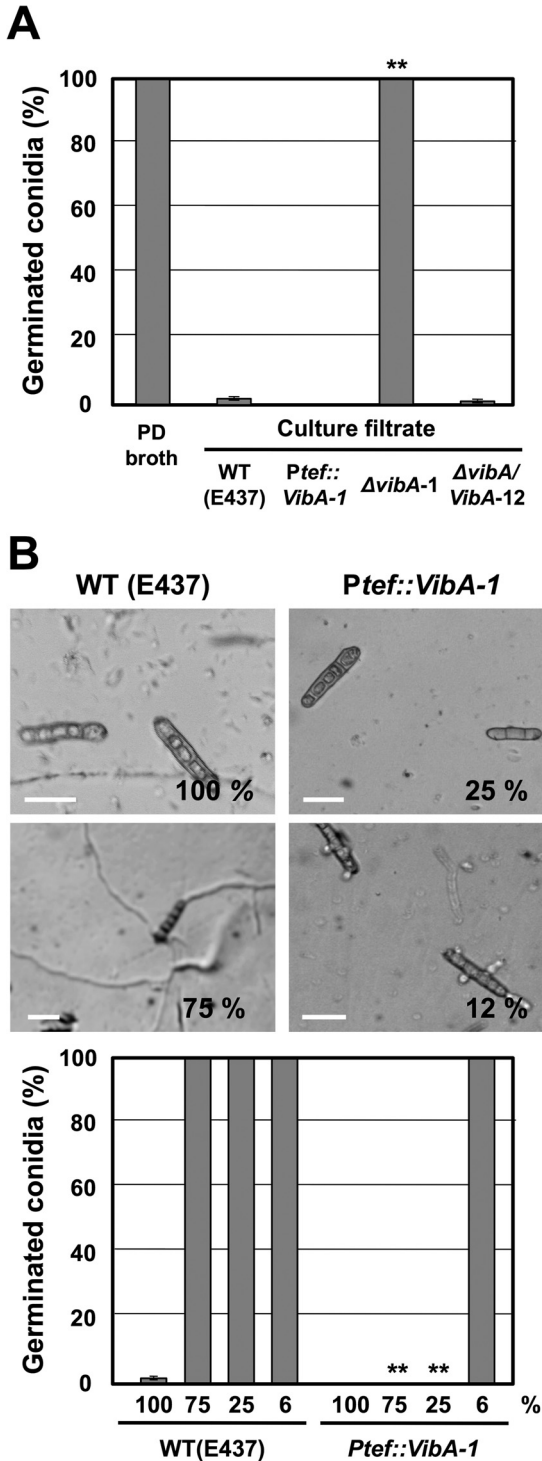 A
**
100
80
60
40
20
0
Germinated conidia (%)
PD
broth
Culture filtrate
WT
(E437)
Ptef::
VibA-1
ΔvibA-1
ΔvibA/
VibA-12
B
WT (E437)
Ptef::VibA-1
100 %
25 %
75 %
12 %
100
80
60
40
20
0
Germinated conidia (%)
** **
100 75 25 6 100 75 25 6 %
WT(E437) Ptef::VibA-1